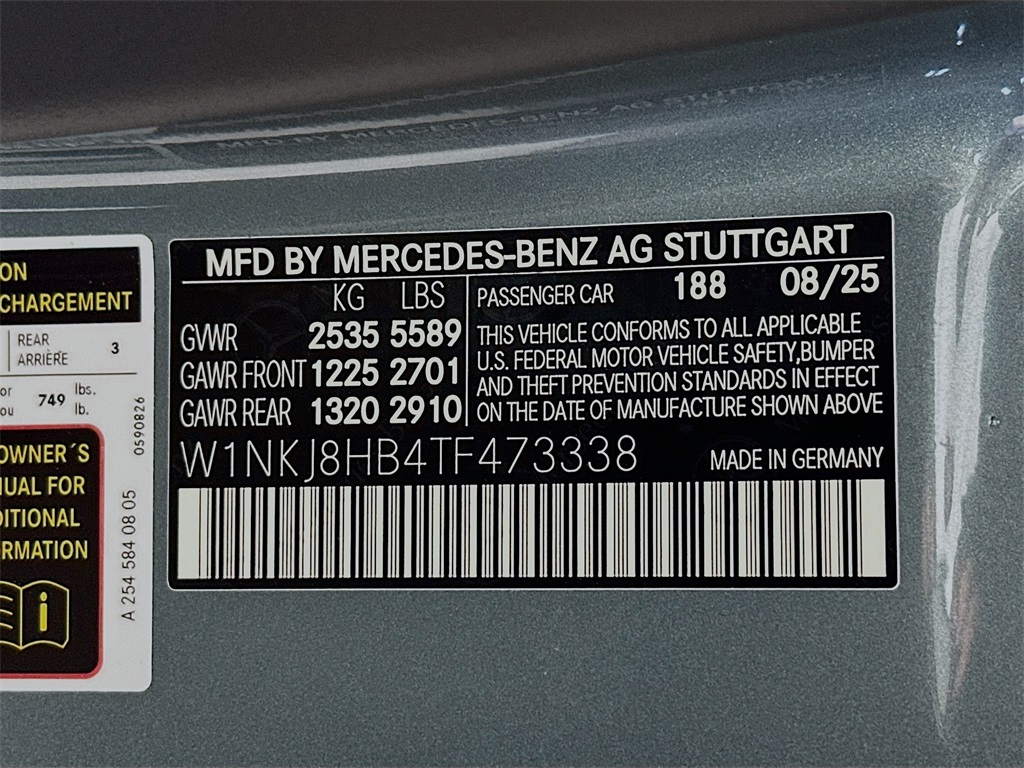 ON
CHARGEMENT
REAR
ARRIÈRE
3
or
ou
749
lbs.
lb.
0590826
OWNER´S
UAL FOR
DITIONAL
RMATION
i
A 254 584 08 05
MFD BY MERCEDES-BENZ AG STUTTGART
KG LBS
GVWR 2535 5589
GAWR FRONT 1225 2701
GAWR REAR 1320 2910
PASSENGER CAR 188 08/25
THIS VEHICLE CONFORMS TO ALL APPLICABLE
U.S. FEDERAL MOTOR VEHICLE SAFETY,BUMPER
AND THEFT PREVENTION STANDARDS IN EFFECT
ON THE DATE OF MANUFACTURE SHOWN ABOVE
W1NKJ8HB4TF473338
MADE IN GERMANY